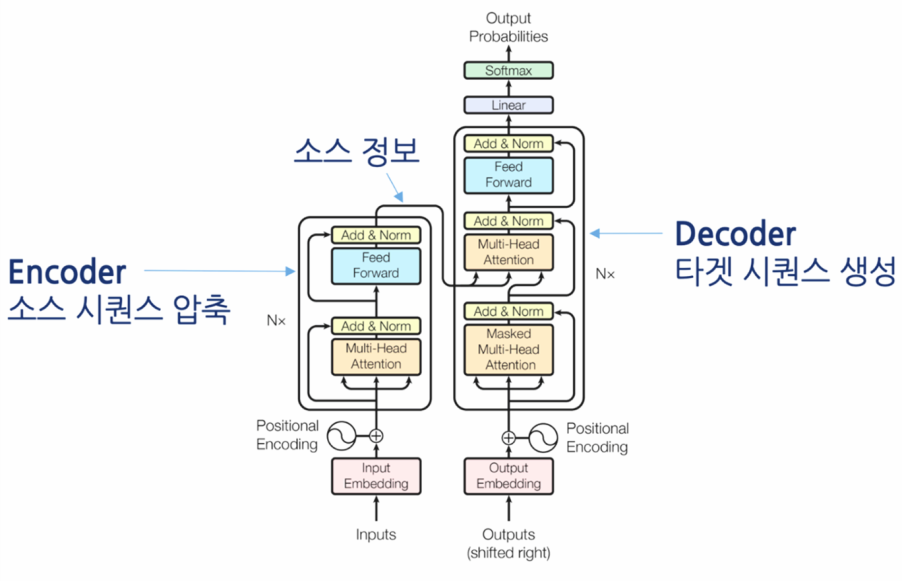 Output
Probabilities
Softmax
Linear
Add & Norm
Feed
Forward
Add & Norm
Multi-Head
Attention
Nx
Add & Norm
Masked
Multi-Head
Attention
Positional
Encoding
Output
Embedding
Outputs
(shifted right)
Decoder
타겟 시퀀스 생성
소스 정보
Encoder
소스 시퀀스 압축
Add & Norm
Feed
Forward
Nx
Add & Norm
Multi-Head
Attention
Positional
Encoding
Input
Embedding
Inputs